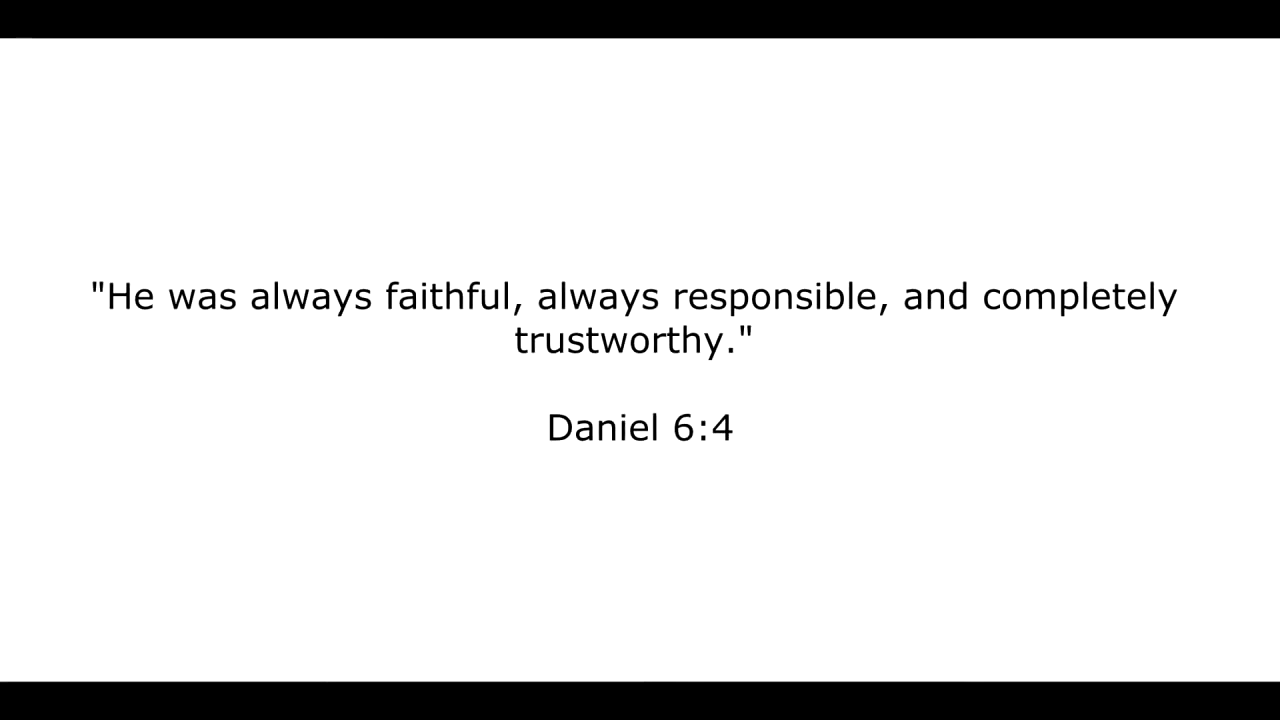 "He was always faithful, always responsible, and completely
trustworthy."
Daniel 6:4